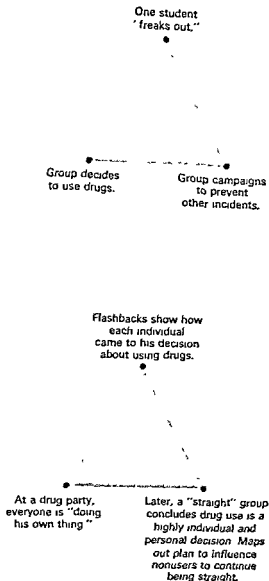 One student
"freaks out."
Group decides
to use drugs.
Group campaigns
to prevent
other incidents.
Flashbacks show how
each individual
came to his decision
about using drugs.
At a drug party,
everyone is "doing
his own thing"
Later, a "straight" group
concludes drug use is a
highly individual and
personal decision Maps
out plan to influence
nonusers to continue
being straight.